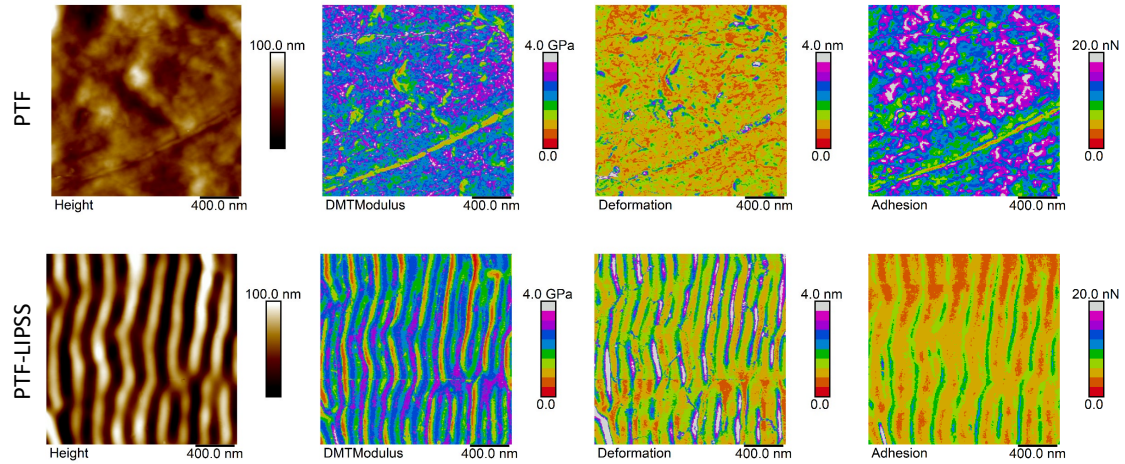 PTF
100.0 nm
Height
400.0 nm
4.0 GPa
0.0
DMTModulus
400.0 nm
4.0 nm
0.0
Deformation
400.0 nm
20.0 nN
0.0
Adhesion
400.0 nm
PTF-LIPSS
100.0 nm
Height
400.0 nm
4.0 GPa
0.0
DMTModulus
400.0 nm
4.0 nm
0.0
Deformation
400.0 nm
20.0 nN
0.0
Adhesion
400.0 nm